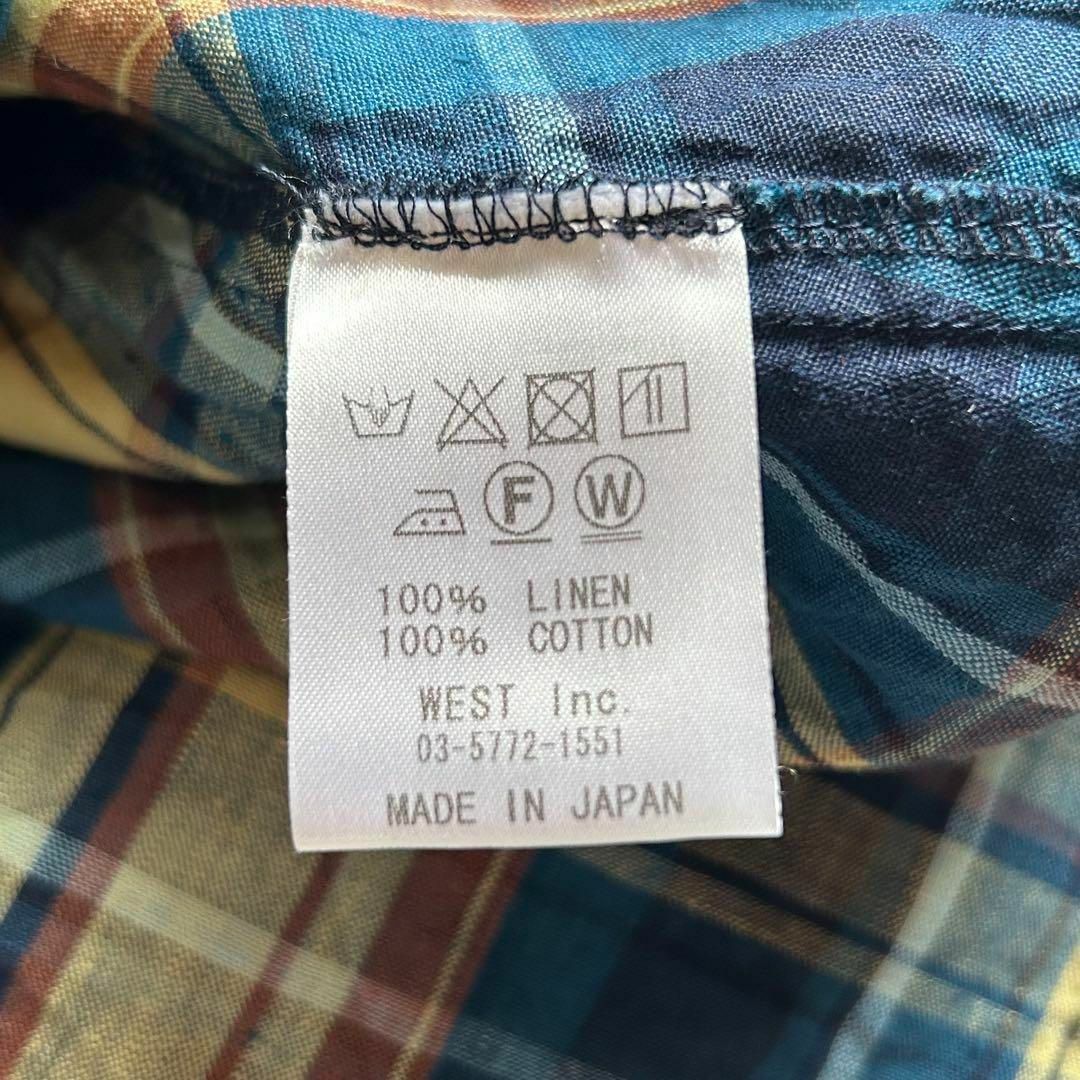 F W
100% LINEN
100% COTTON
WEST Inc.
03-5772-1551
MADE IN JAPAN